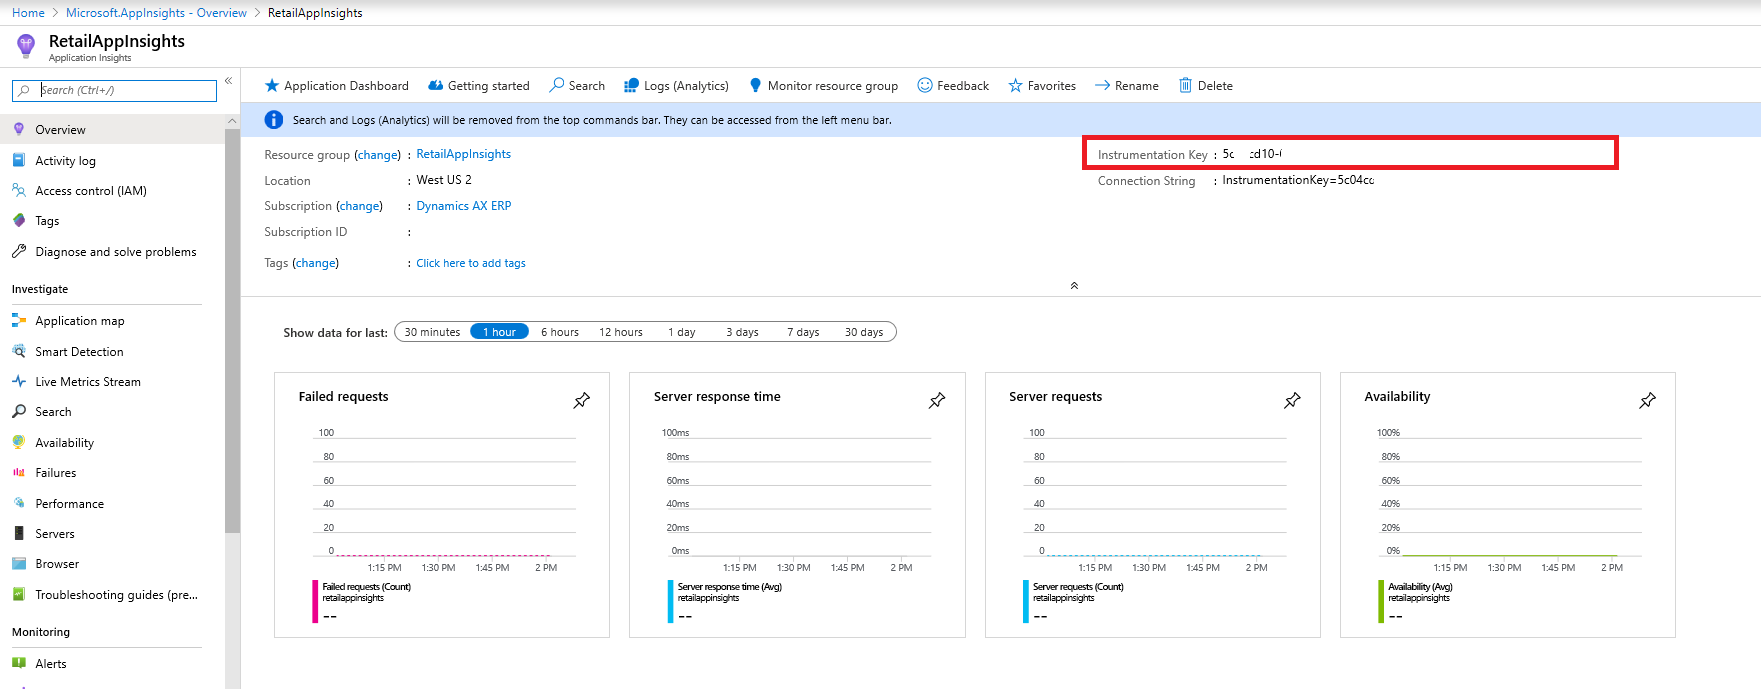 Home > Microsoft.AppInsights - Overview > RetailAppInsights
RetailAppInsights
Application Insights
Search (Ctrl+/)
«
Overview
Activity log
Access control (IAM)
Tags
Diagnose and solve problems
Investigate
Application map
Smart Detection
Live Metrics Stream
Search
Availability
Failures
Performance
Servers
Browser
Troubleshooting guides (pre...
Monitoring
Alerts
Application Dashboard Getting started Search Logs (Analytics) Monitor resource group Feedback Favorites Rename Delete
Search and Logs (Analytics) will be removed from the top commands bar. They can be accessed from the left menu bar.
Resource group (change) : RetailAppInsights
Location : West US 2
Subscription (change) : Dynamics AX ERP
Subscription ID :
Tags (change) : Click here to add tags
Instrumentation Key :
Connection String :
Show data for last: 30 minutes 1 hour 6 hours 12 hours 1 day 3 days 7 days 30 days
Failed requests
100
80
60
40
20
0
1:15 PM 1:30 PM 1:45 PM 2 PM
Failed requests (Count)
retailappinsights
--
Server response time
100ms
80ms
60ms
40ms
20ms
0ms
1:15 PM 1:30 PM 1:45 PM 2 PM
Server response time (Avg)
retailappinsights
--
Server requests
100
80
60
40
20
0
1:15 PM 1:30 PM 1:45 PM 2 PM
Server requests (Count)
retailappinsights
--
Availability
100%
80%
60%
40%
20%
0%
1:15 PM 1:30 PM 1:45 PM 2 PM
Availability (Avg)
retailappinsights
--